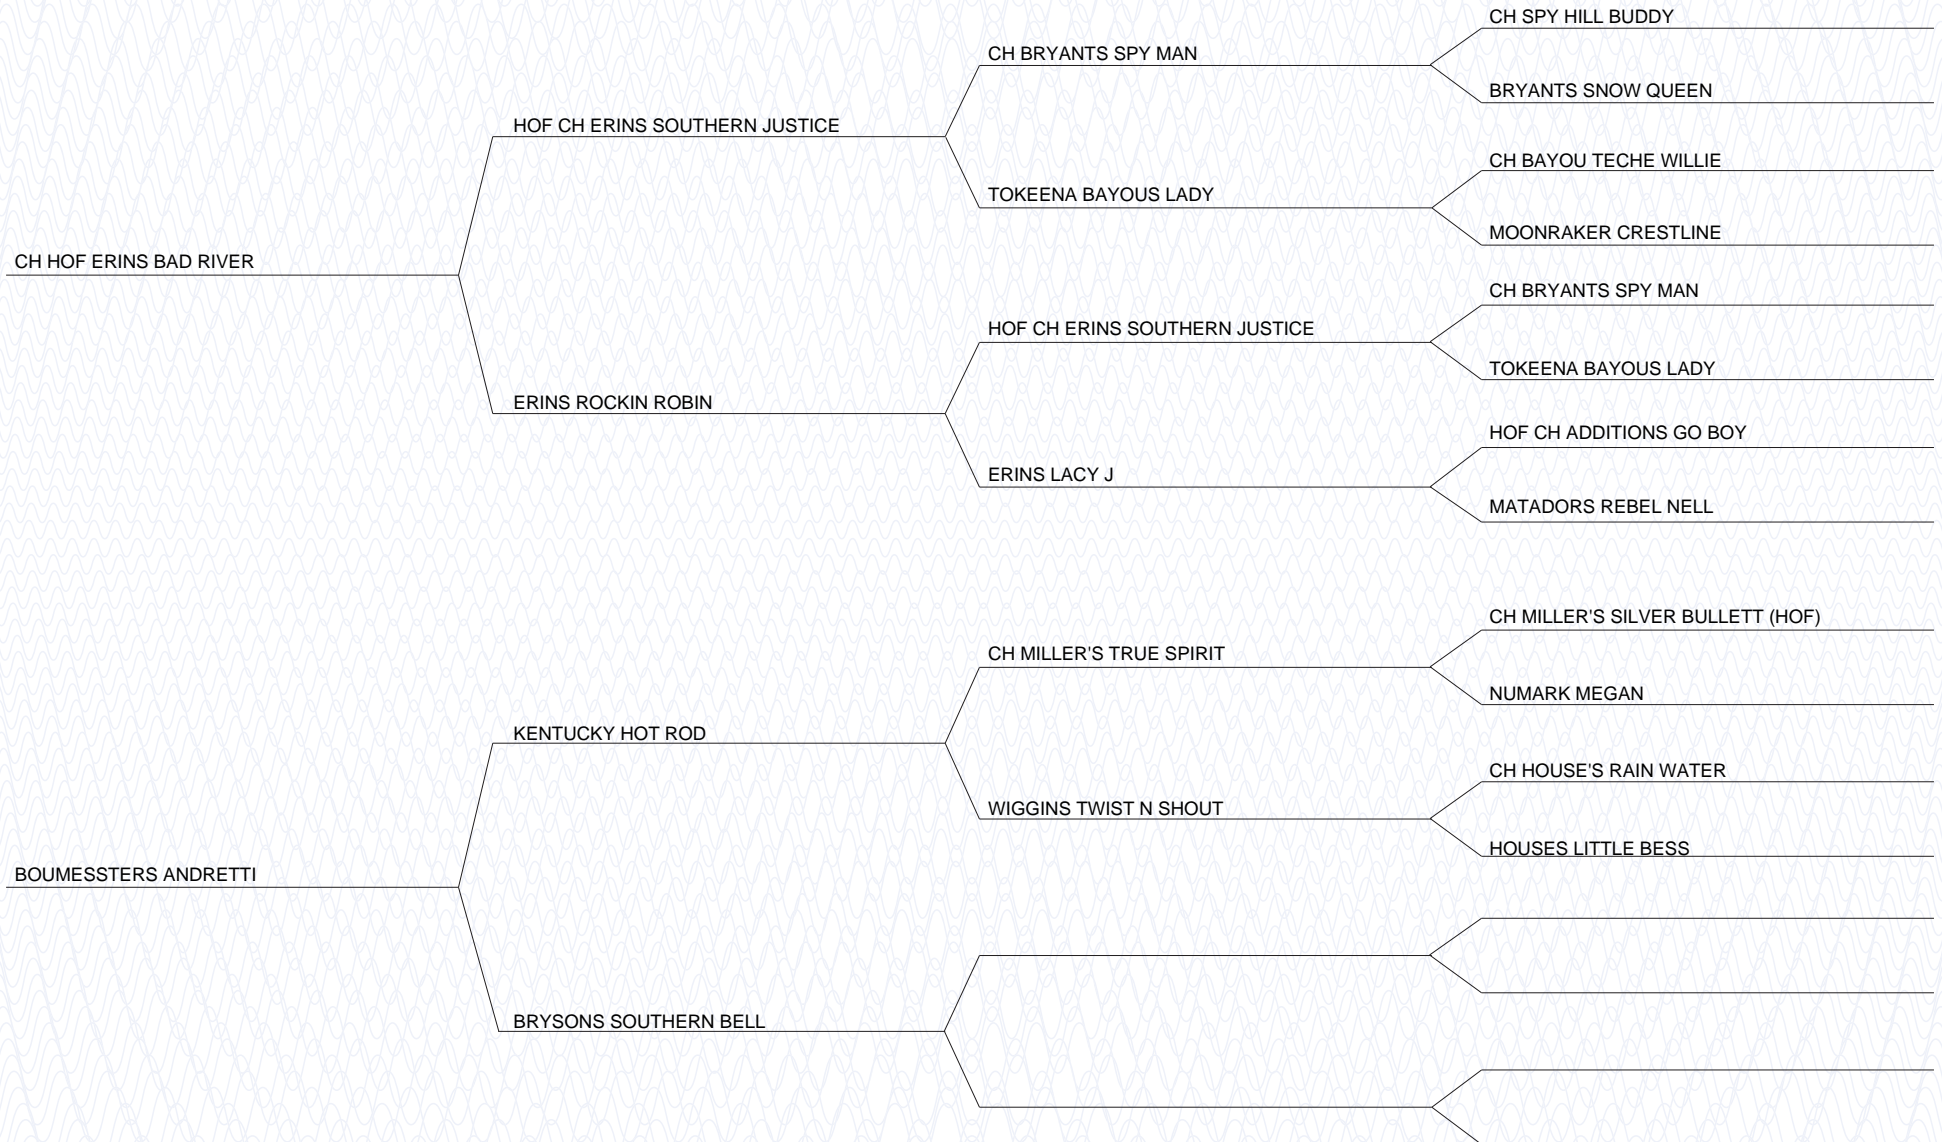 CH SPY HILL BUDDY
CH BRYANTS SPY MAN
BRYANTS SNOW QUEEN
HOF CH ERINS SOUTHERN JUSTICE
CH BAYOU TECHE WILLIE
TOKEENA BAYOUS LADY
MOONRAKER CRESTLINE
CH HOF ERINS BAD RIVER
CH BRYANTS SPY MAN
HOF CH ERINS SOUTHERN JUSTICE
TOKEENA BAYOUS LADY
ERINS ROCKIN ROBIN
HOF CH ADDITIONS GO BOY
ERINS LACY J
MATADORS REBEL NELL
CH MILLER'S SILVER BULLETT (HOF)
CH MILLER'S TRUE SPIRIT
NUMARK MEGAN
KENTUCKY HOT ROD
CH HOUSE'S RAIN WATER
WIGGINS TWIST N SHOUT
HOUSES LITTLE BESS
BOUMESSTERS ANDRETTI
BRYSONS SOUTHERN BELL